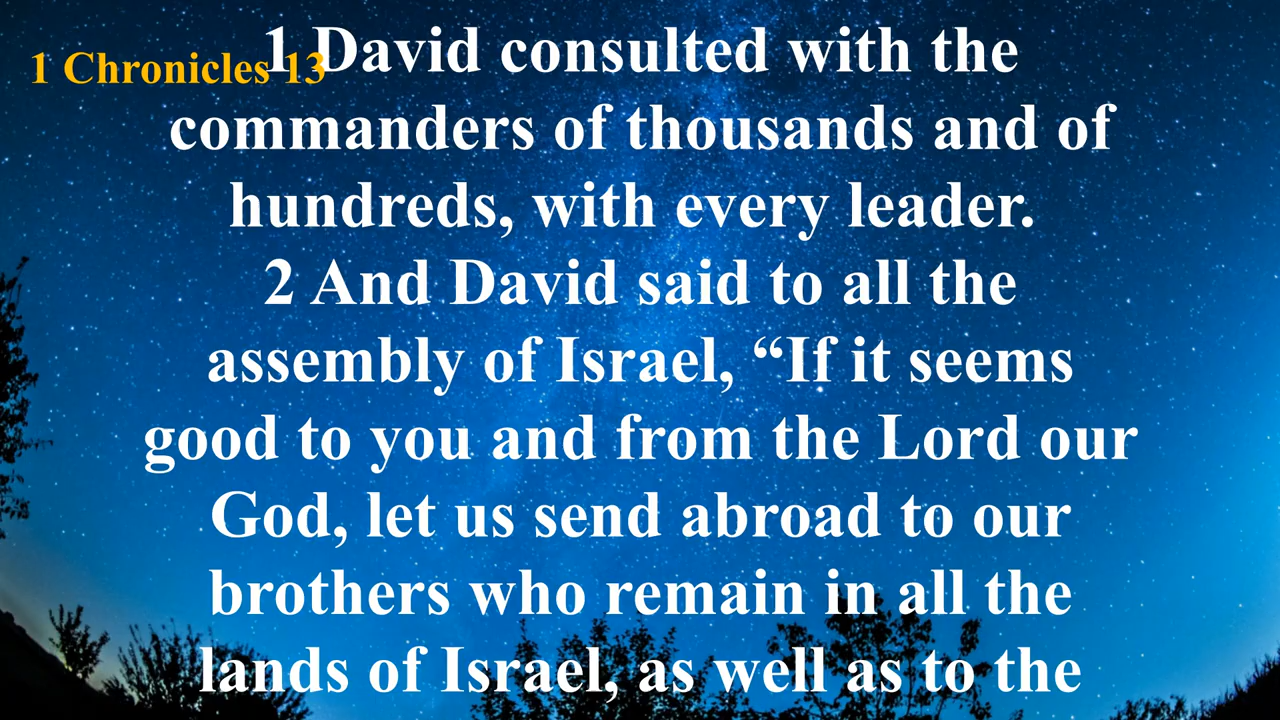 1 Chronicles 13
1 David consulted with the
commanders of thousands and of
hundreds, with every leader.
2 And David said to all the
assembly of Israel, “If it seems
good to you and from the Lord our
God, let us send abroad to our
brothers who remain in all the
lands of Israel, as well as to the